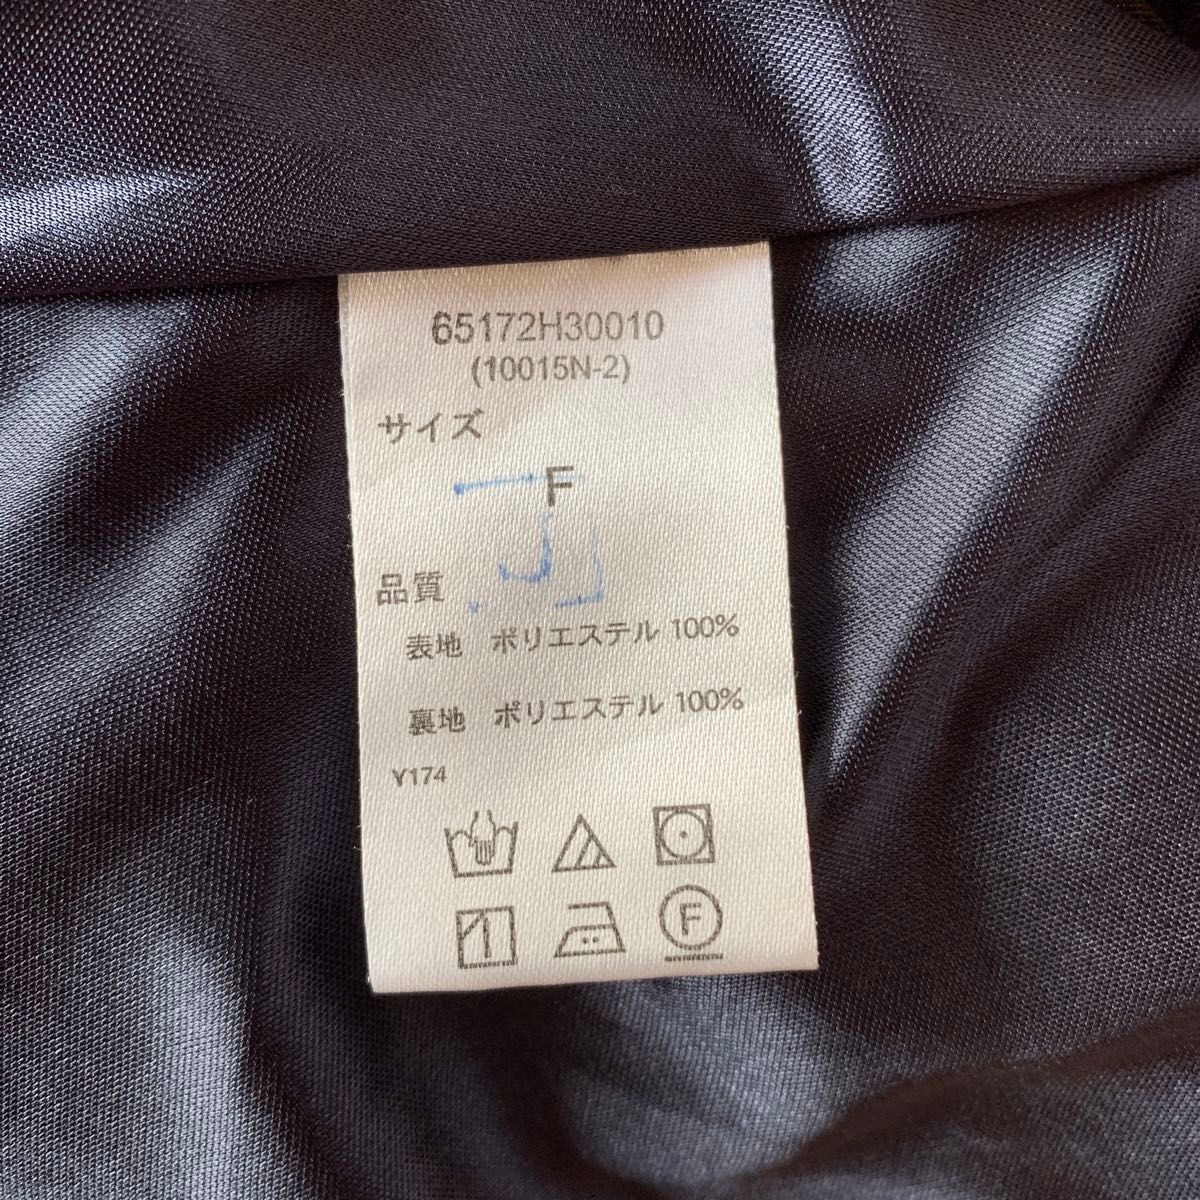 65172H30010
(10015N-2)
サイズ
F
品質
表地 ポリエステル 100%
裏地 ポリエステル 100%
Y174
F